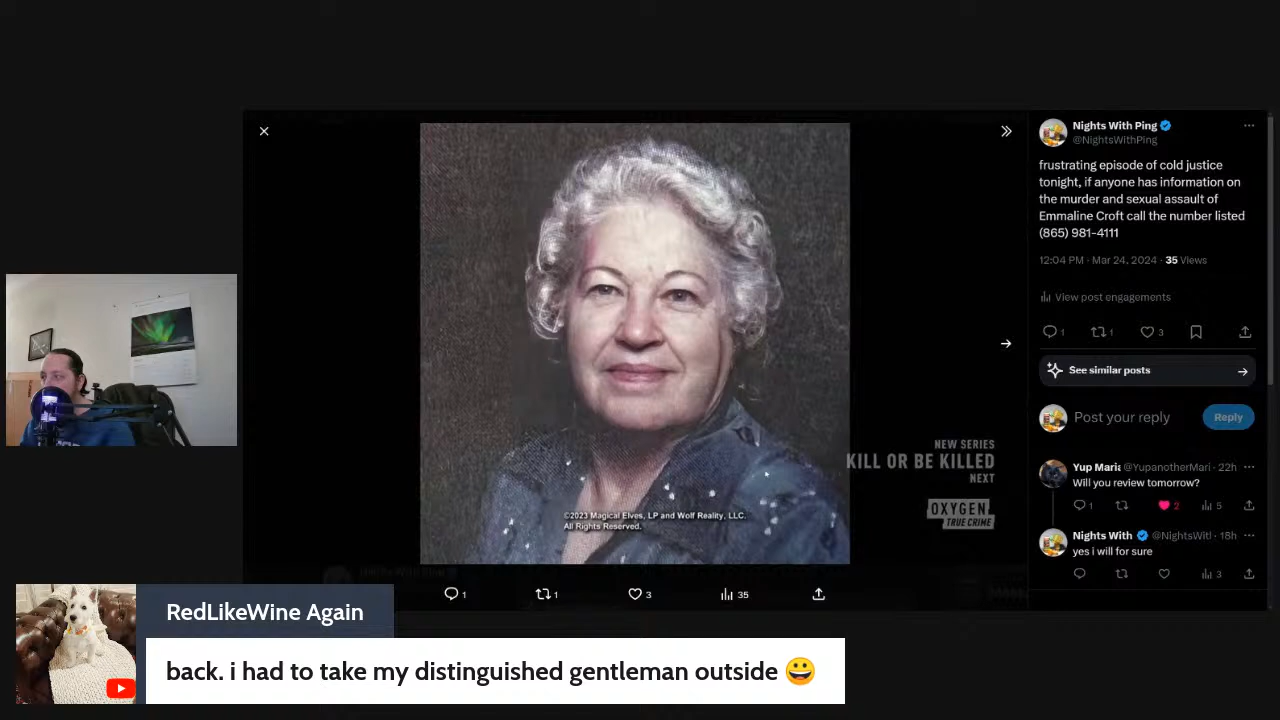 Nights With Ping
@NightsWithPing
frustrating episode of cold justice
tonight, if anyone has information on
the murder and sexual assault of
Emmaline Croft call the number listed
(865) 981-4111
12:04 PM · Mar 24, 2024 · 35 Views
View post engagements
1
1
3
See similar posts
Post your reply
Reply
Yup Mari
@YupanotherMari · 22h
Will you review tomorrow?
1
2
5
Nights With
@NightsWitl · 18h
yes i will for sure
3
NEW SERIES
KILL OR BE KILLED
NEXT
OXYGEN
TRUE CRIME
©2023 Magical Elves, LP and Wolf Reality, LLC.
All Rights Reserved.
1
1
3
35
RedLikeWine Again
back. i had to take my distinguished gentleman outside 😀